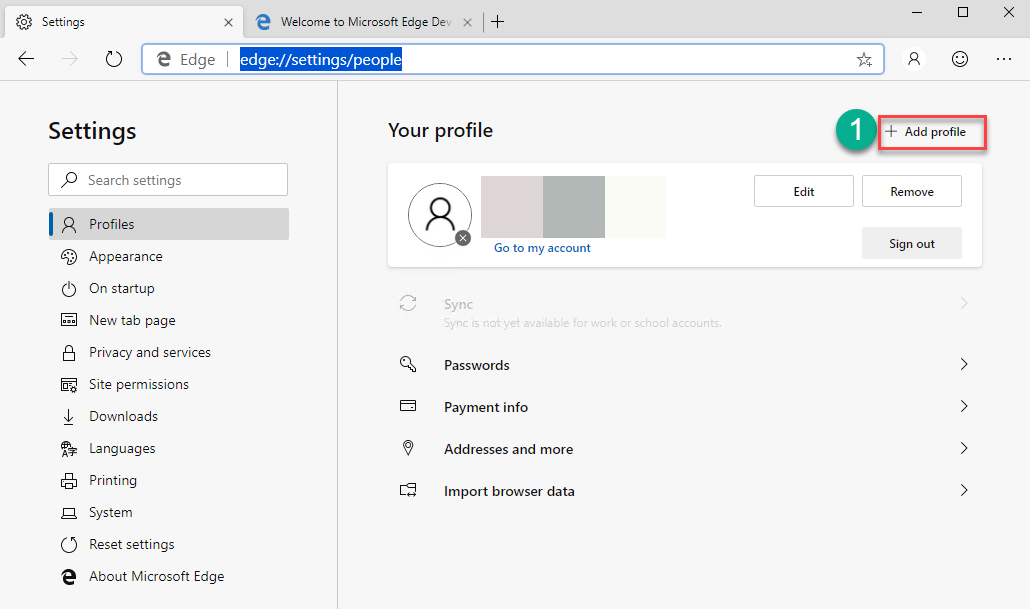 Settings
Welcome to Microsoft Edge Dev
Edge
edge://settings/people
Settings
Search settings
Profiles
Appearance
On startup
New tab page
Privacy and services
Site permissions
Downloads
Languages
Printing
System
Reset settings
About Microsoft Edge
Your profile
1
Add profile
Edit
Remove
Go to my account
Sign out
Sync
Sync is not yet available for work or school accounts.
Passwords
Payment info
Addresses and more
Import browser data